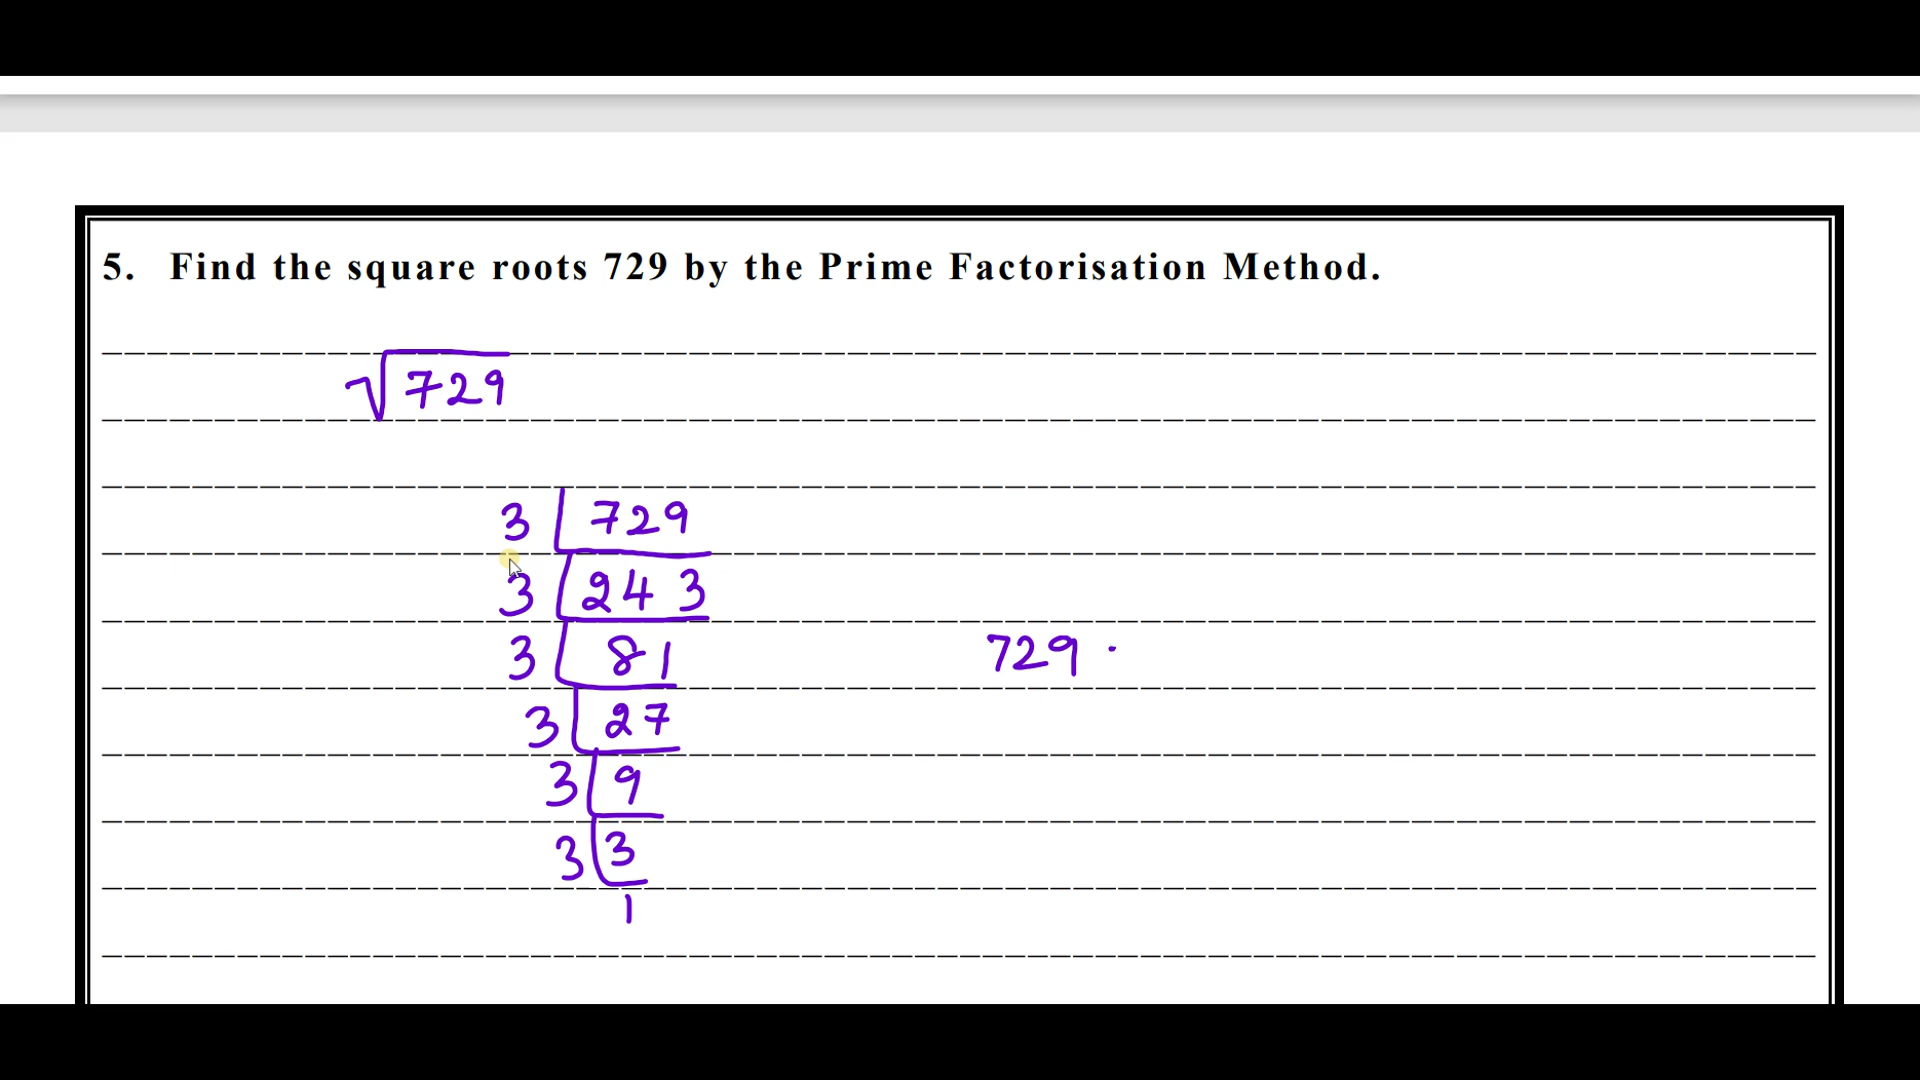 5. Find the square roots 729 by the Prime Factorisation Method.
√729
3 | 729
3 | 243
3 | 81
729 ·
3 | 27
3 | 9
3 | 3
1